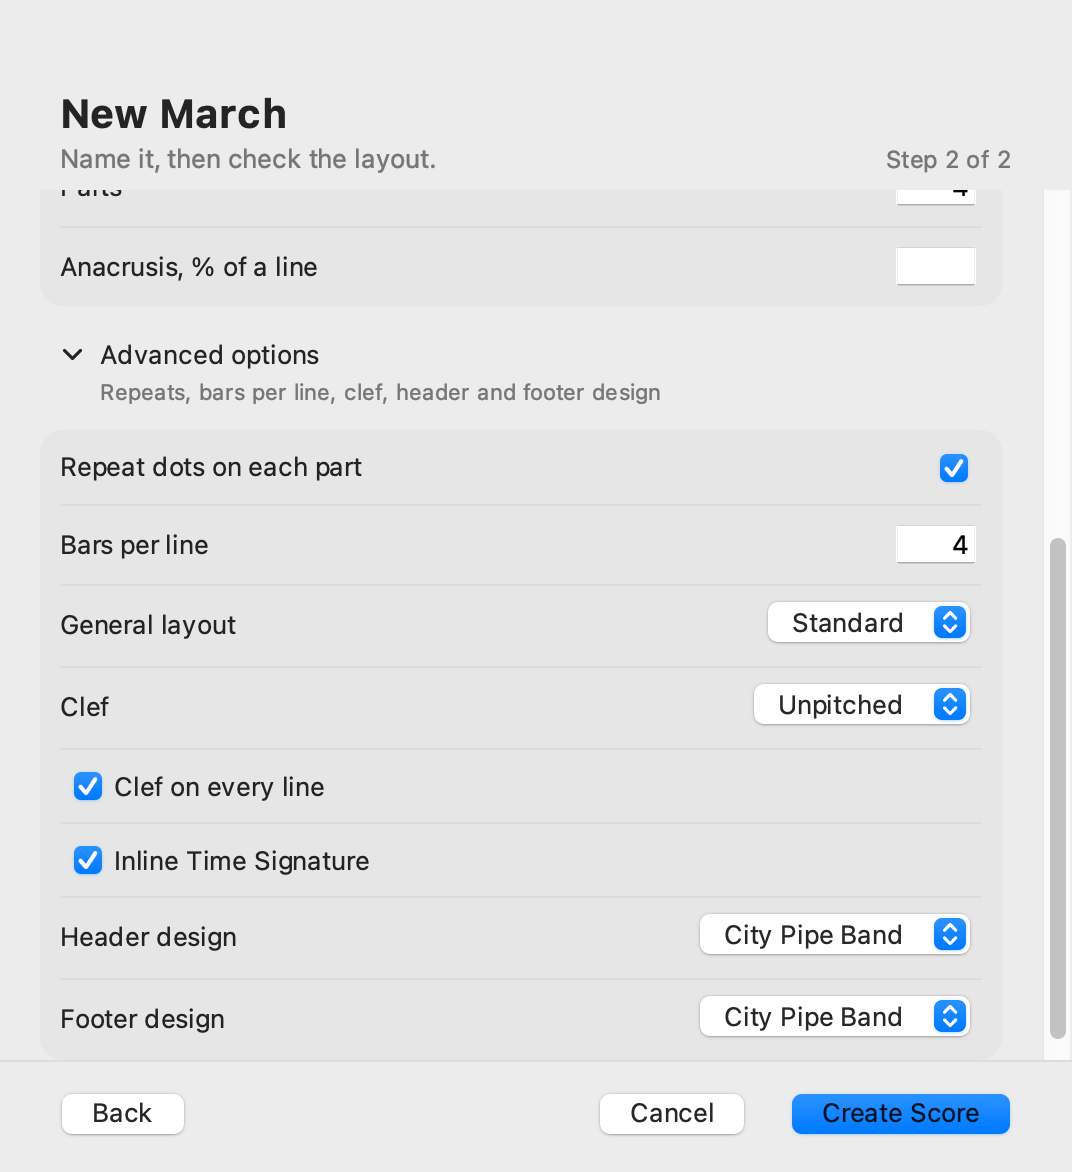 New March
Name it, then check the layout.
Step 2 of 2
Parts
4
Anacrusis, % of a line
Advanced options
Repeats, bars per line, clef, header and footer design
Repeat dots on each part
Bars per line
4
General layout
Standard
Clef
Unpitched
Clef on every line
Inline Time Signature
Header design
City Pipe Band
Footer design
City Pipe Band
Back
Cancel
Create Score